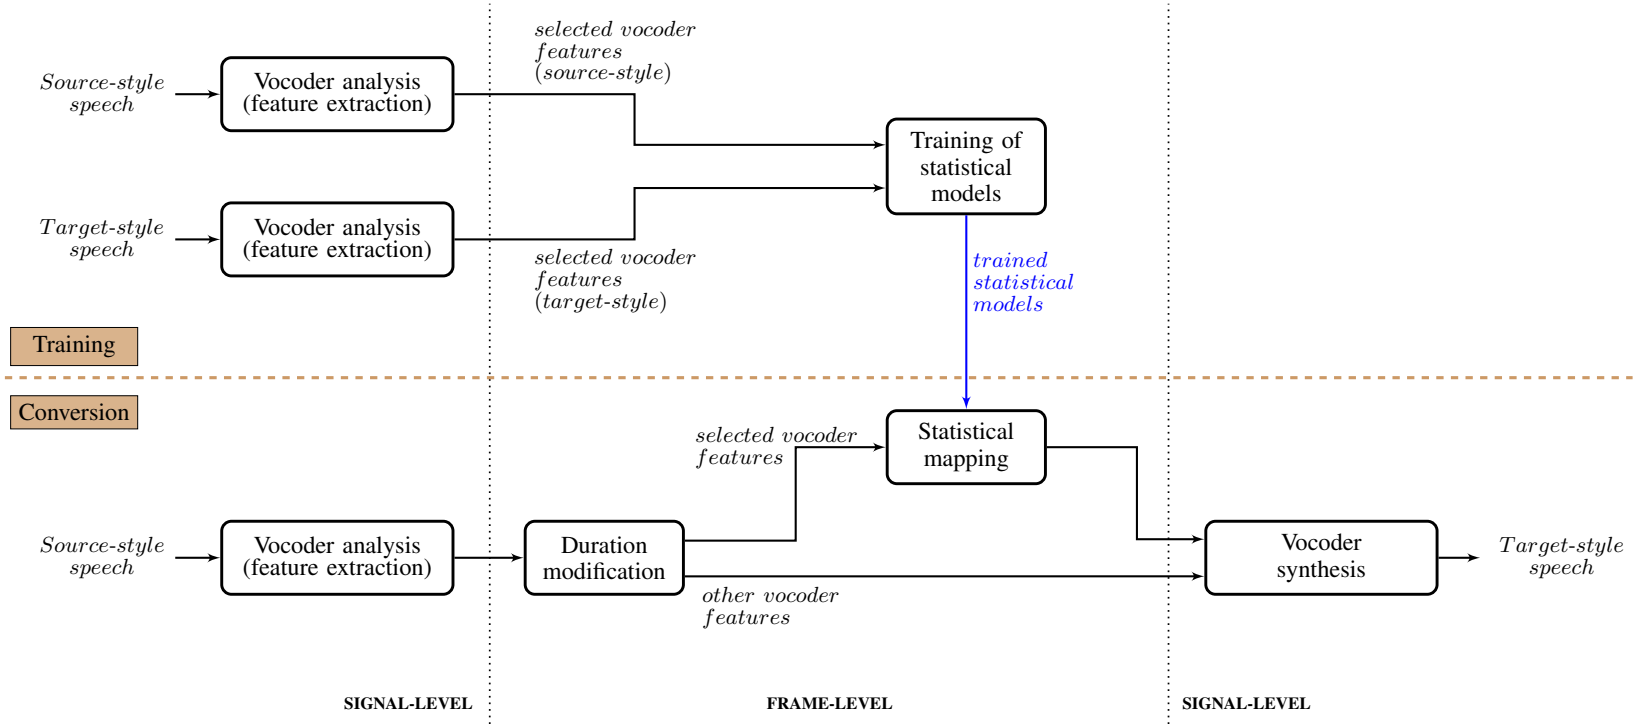 selected vocoder
features
(source-style)
Source-style
speech
Vocoder analysis
(feature extraction)
Training of
statistical
models
Target-style
speech
Vocoder analysis
(feature extraction)
selected vocoder
features
(target-style)
trained
statistical
models
Training
Conversion
selected vocoder
features
Statistical
mapping
Source-style
speech
Vocoder analysis
(feature extraction)
Duration
modification
other vocoder
features
Vocoder
synthesis
Target-style
speech
SIGNAL-LEVEL
FRAME-LEVEL
SIGNAL-LEVEL